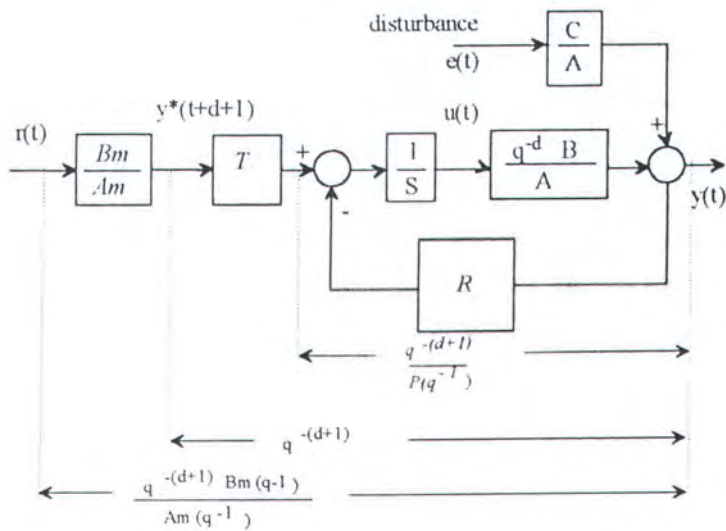 disturbance
e(t)
C
A
r(t)
y*(t+d+1)
u(t)
Bm
Am
T
+
-
1
S
q^-d B
A
+
y(t)
R
q^-(d+1)
P(q^-1)
q^-(d+1)
q^-(d+1) Bm(q-1)
Am(q^-1)